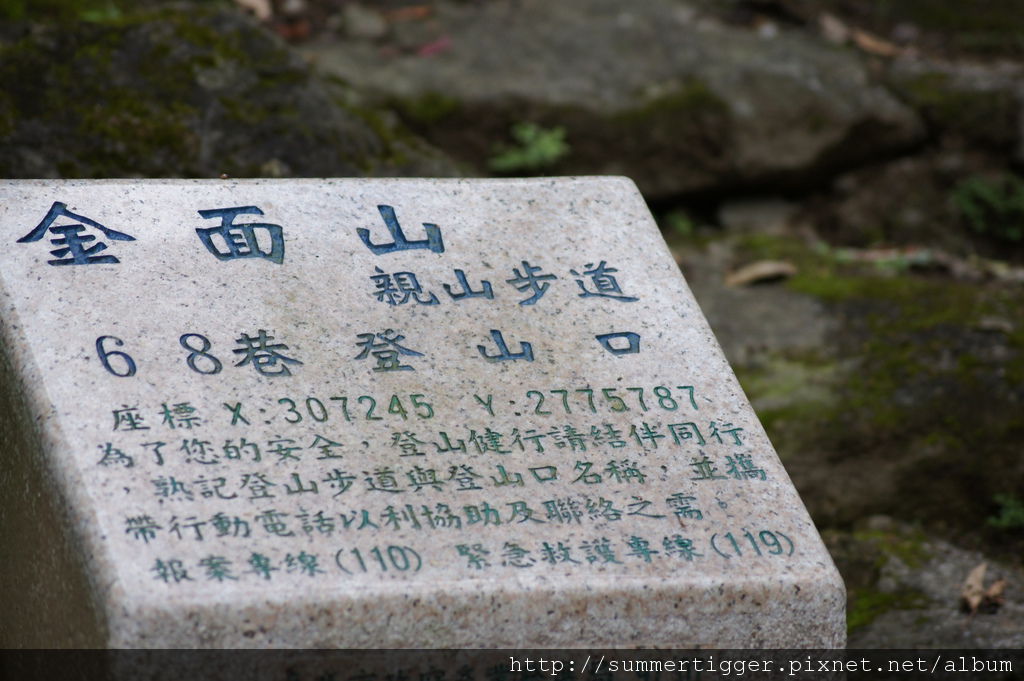 金面山
親山步道
68巷登山口
座標 X:307245 Y:2775787
為了您的安全，登山健行請結伴同行
，熟記登山步道與登山口名稱，並攜
帶行動電話以利協助及聯絡之需。
報案專線(110) 緊急救護專線(119)
http://summertigger.pixnet.net/album